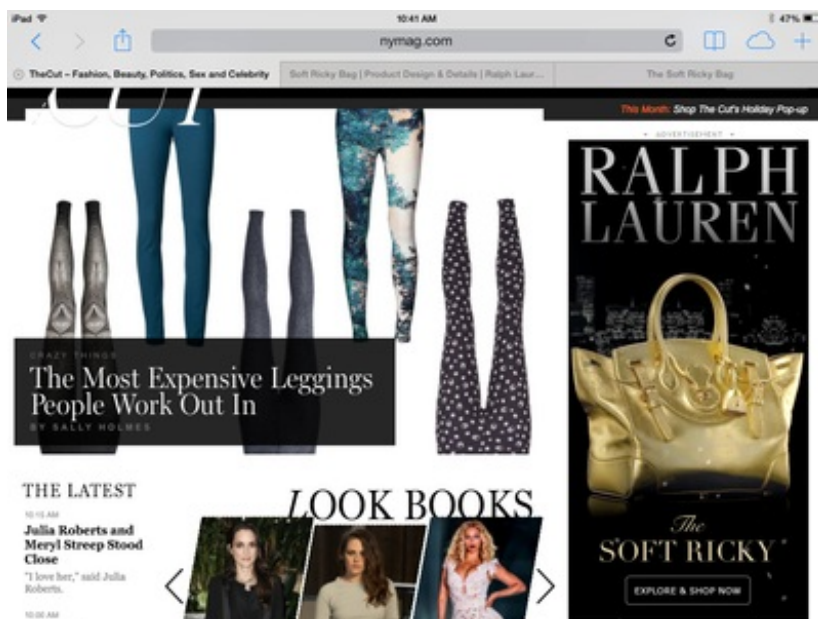 iPad
10:41 AM
47%
nymag.com
TheCut – Fashion, Beauty, Politics, Sex and Celebrity
Soft Ricky Bag | Product Design & Details | Ralph Laur...
The Soft Ricky Bag
CUT
This Month: Shop The Cut's Holiday Pop-up
ADVERTISEMENT
RALPH
LAUREN
CRAZY THINGS
The Most Expensive Leggings
People Work Out In
BY SALLY HOLMES
THE LATEST
10:15 AM
Julia Roberts and
Meryl Streep Stood
Close
"I love her," said Julia
Roberts.
10:00 AM
LOOK BOOKS
The
SOFT RICKY
EXPLORE & SHOP NOW